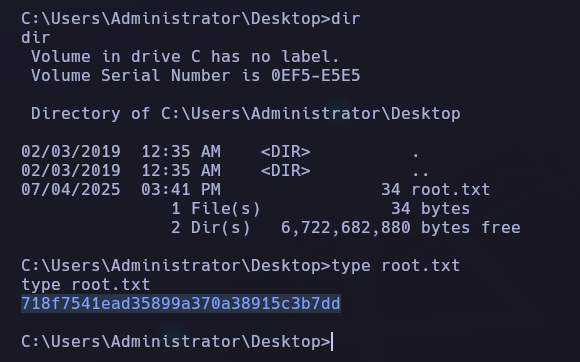 C:\Users\Administrator\Desktop>dir
dir
 Volume in drive C has no label.
 Volume Serial Number is 0EF5-E5E5

 Directory of C:\Users\Administrator\Desktop

02/03/2019  12:35 AM    <DIR>          .
02/03/2019  12:35 AM    <DIR>          ..
07/04/2025  03:41 PM                34 root.txt
               1 File(s)             34 bytes
               2 Dir(s)   6,722,682,880 bytes free

C:\Users\Administrator\Desktop>type root.txt
type root.txt
718f7541ead35899a370a38915c3b7dd

C:\Users\Administrator\Desktop>